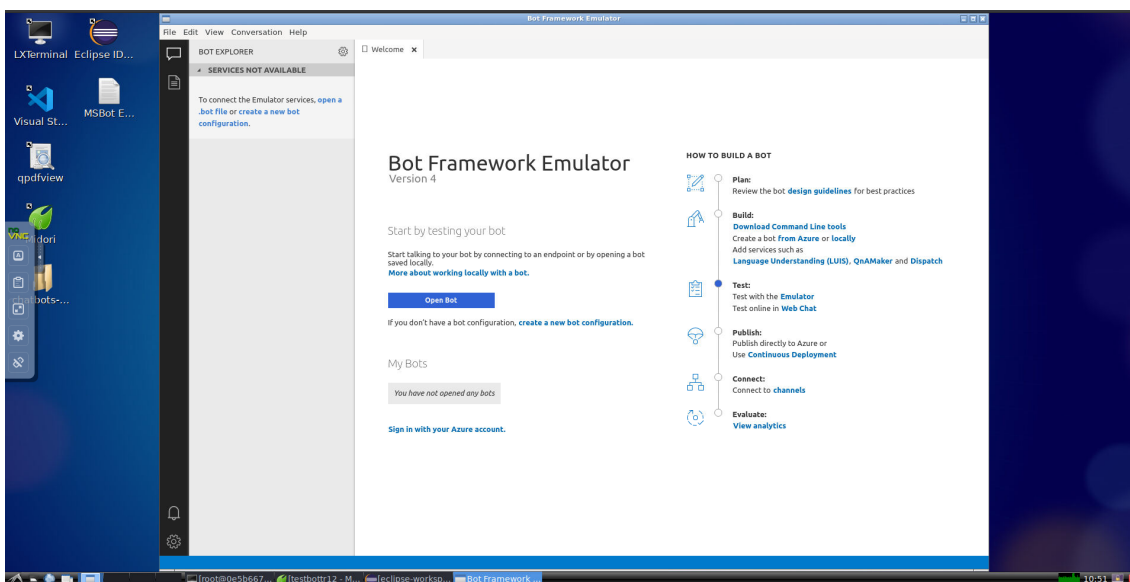 Bot Framework Emulator
File Edit View Conversation Help
LXTerminal
Eclipse ID...
Visual St...
MSBot E...
qpdfview
Midori
chatbots-...
BOT EXPLORER
SERVICES NOT AVAILABLE
To connect the Emulator services, open a
.bot file or create a new bot
configuration.
Welcome
Bot Framework Emulator
Version 4
Start by testing your bot
Start talking to your bot by connecting to an endpoint or by opening a bot
saved locally.
More about working locally with a bot.
Open Bot
If you don't have a bot configuration, create a new bot configuration.
My Bots
You have not opened any bots
Sign in with your Azure account.
HOW TO BUILD A BOT
Plan:
Review the bot design guidelines for best practices
Build:
Download Command Line tools
Create a bot from Azure or locally
Add services such as
Language Understanding (LUIS), QnAMaker and Dispatch
Test:
Test with the Emulator
Test online in Web Chat
Publish:
Publish directly to Azure or
Use Continuous Deployment
Connect:
Connect to channels
Evaluate:
View analytics
[root@0e5b667...
[testbottr12 - M...
[eclipse-worksp...
Bot Framework ...
10:51